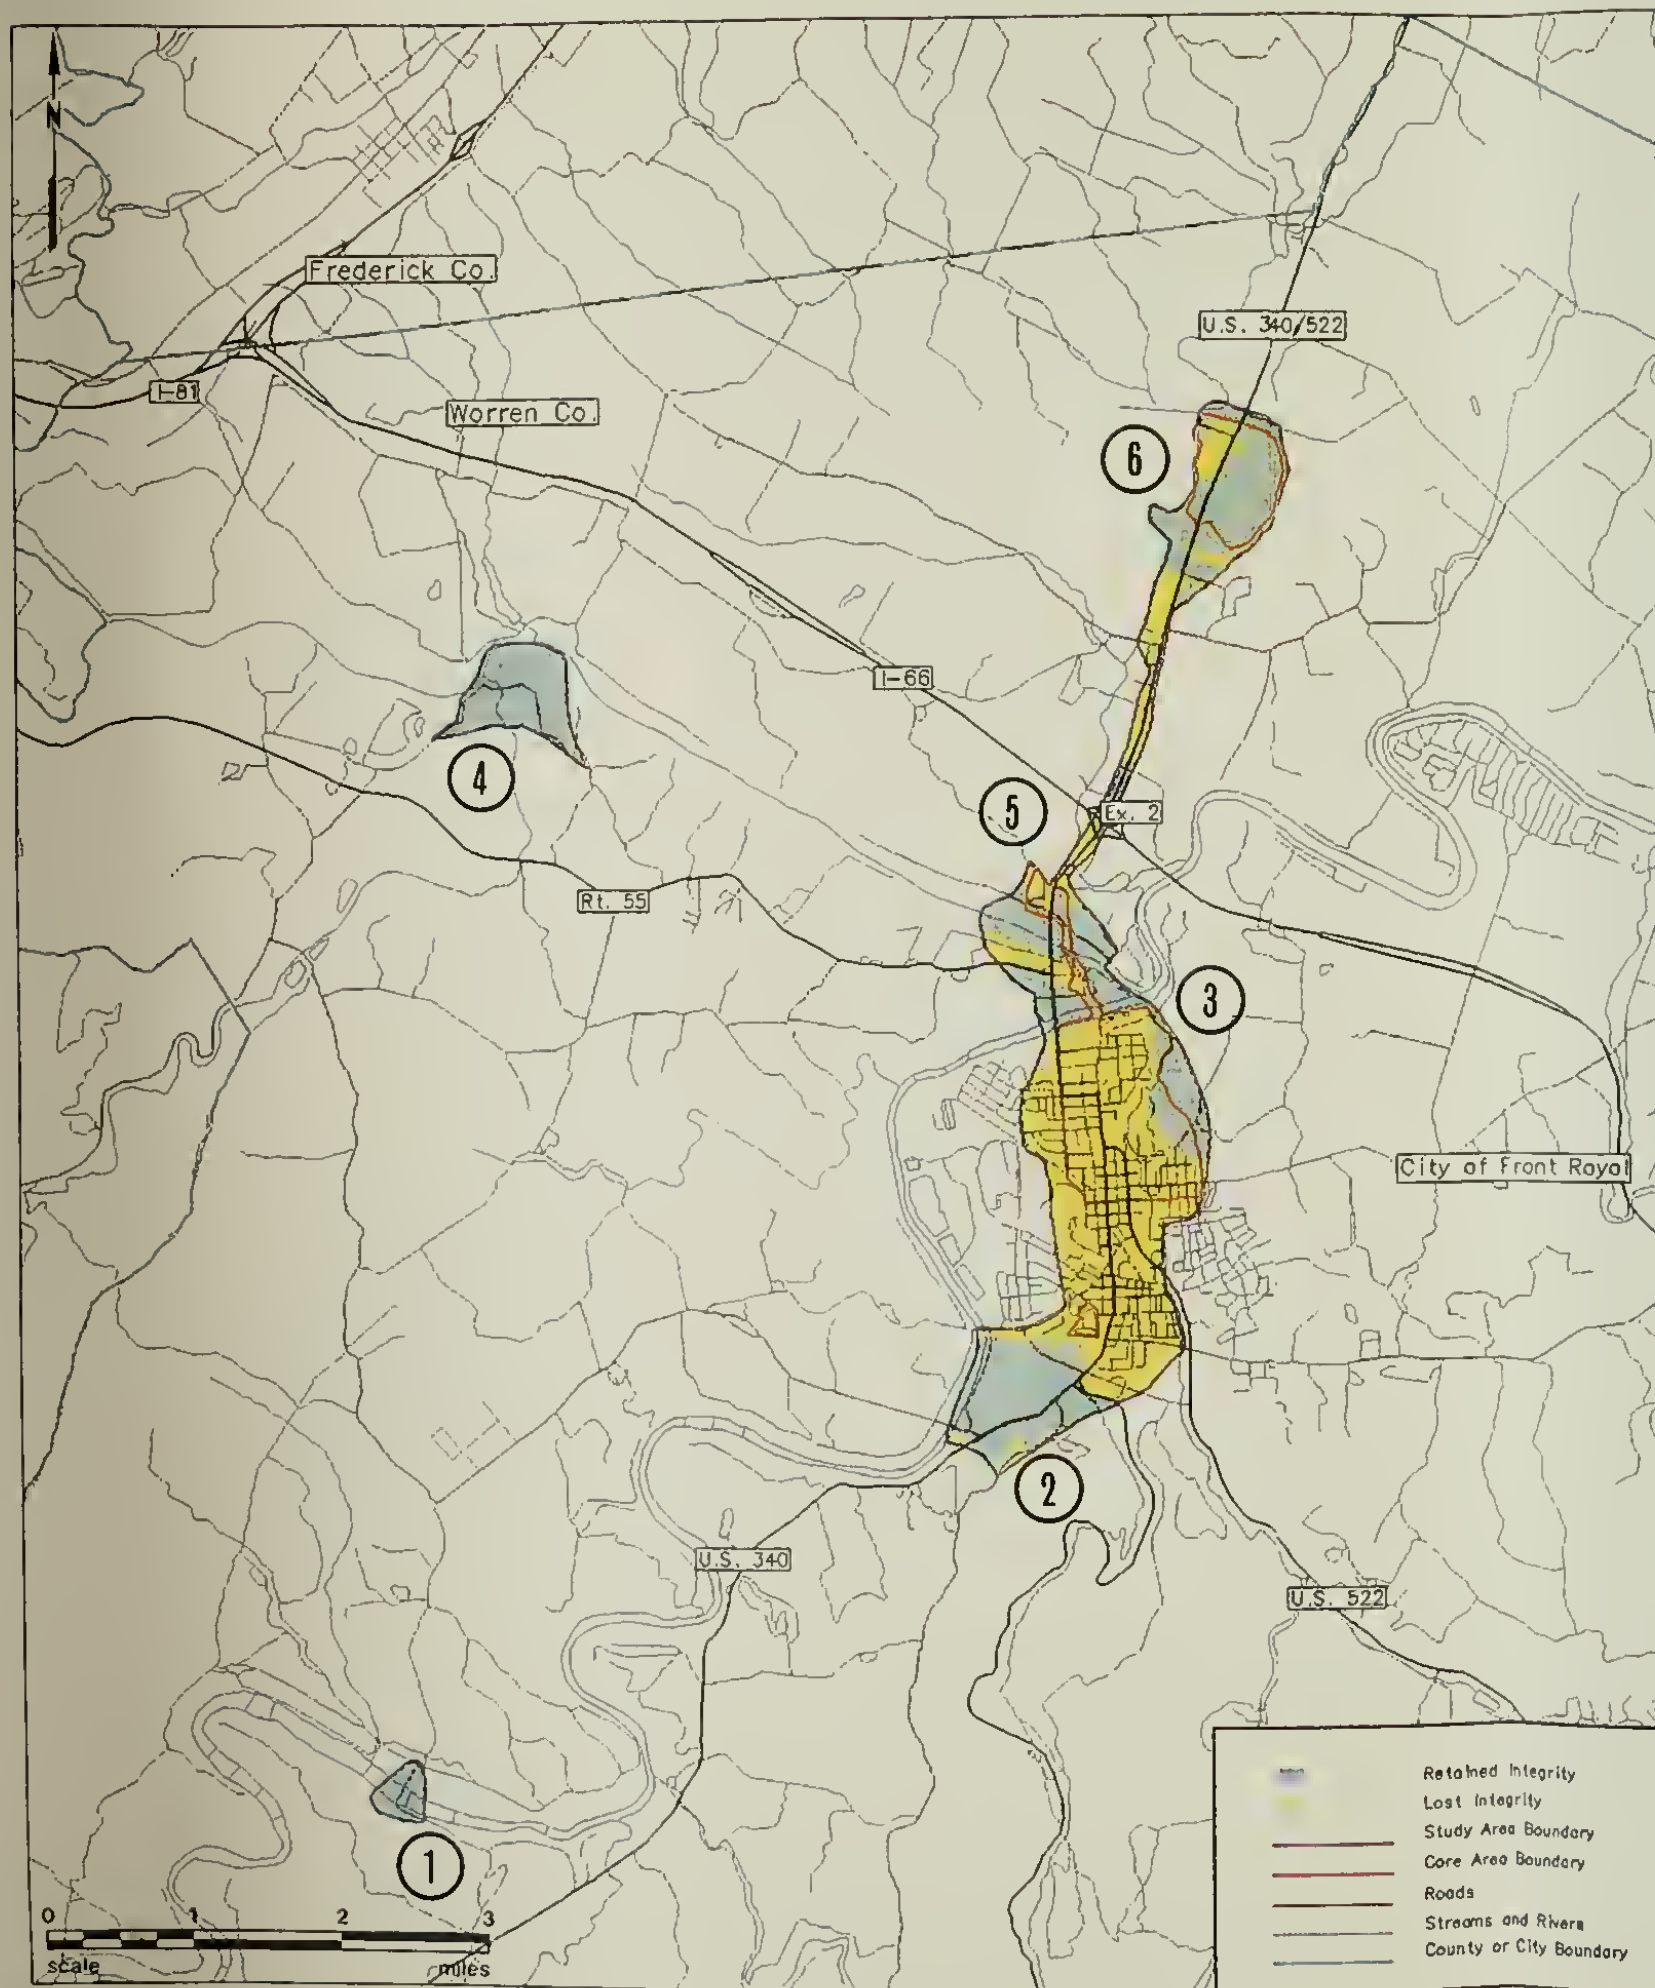 N
Frederick Co.
U.S. 340/522
I-81
Worren Co.
6
I-66
4
5
Ex. 2
Rt. 55
3
City of Front Royal
2
U.S. 340
U.S. 522
1
Retained Integrity
Lost Integrity
Study Area Boundary
Core Area Boundary
Roads
Streams and Rivers
County or City Boundary
0 1 2 3
scale miles